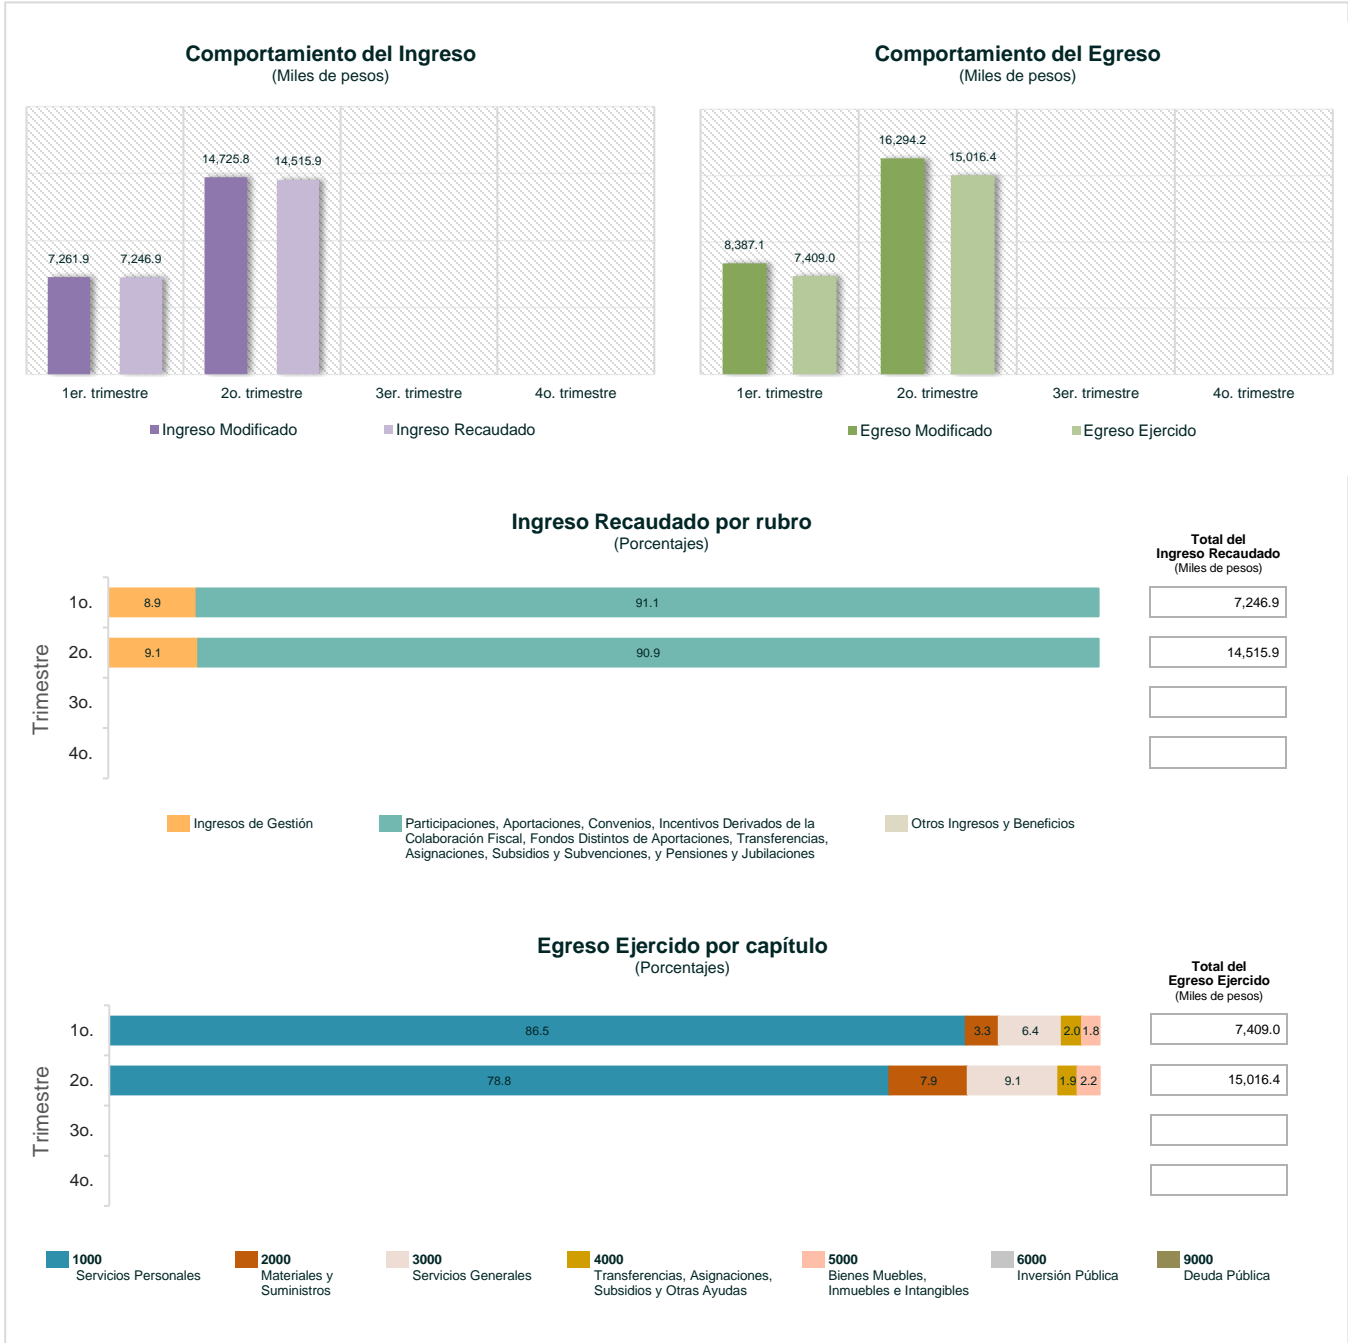 Comportamiento del Ingreso
(Miles de pesos)
14,725.8
14,515.9
7,261.9
7,246.9
1er. trimestre
2o. trimestre
3er. trimestre
4o. trimestre
Ingreso Modificado
Ingreso Recaudado
Comportamiento del Egreso
(Miles de pesos)
16,294.2
15,016.4
8,387.1
7,409.0
1er. trimestre
2o. trimestre
3er. trimestre
4o. trimestre
Egreso Modificado
Egreso Ejercido
Ingreso Recaudado por rubro
(Porcentajes)
Total del
Ingreso Recaudado
(Miles de pesos)
Trimestre
1o.
8.9
91.1
7,246.9
2o.
9.1
90.9
14,515.9
3o.
4o.
Ingresos de Gestión
Participaciones, Aportaciones, Convenios, Incentivos Derivados de la
Colaboración Fiscal, Fondos Distintos de Aportaciones, Transferencias,
Asignaciones, Subsidios y Subvenciones, y Pensiones y Jubilaciones
Otros Ingresos y Beneficios
Egreso Ejercido por capítulo
(Porcentajes)
Total del
Egreso Ejercido
(Miles de pesos)
Trimestre
1o.
86.5
3.3
6.4
2.0
1.8
7,409.0
2o.
78.8
7.9
9.1
1.9
2.2
15,016.4
3o.
4o.
1000
Servicios Personales
2000
Materiales y
Suministros
3000
Servicios Generales
4000
Transferencias, Asignaciones,
Subsidios y Otras Ayudas
5000
Bienes Muebles,
Inmuebles e Intangibles
6000
Inversión Pública
9000
Deuda Pública